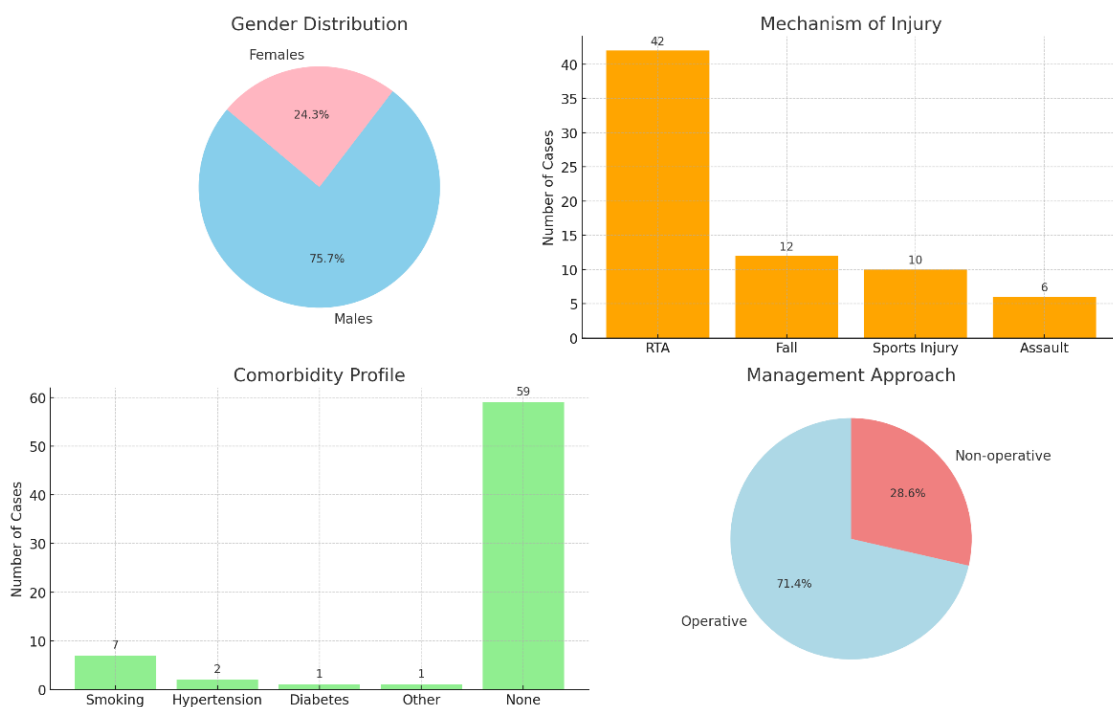 Gender Distribution
Females
24.3%
75.7%
Males
Mechanism of Injury
Number of Cases
40
35
30
25
20
15
10
5
0
42
12
10
6
RTA
Fall
Sports Injury
Assault
Comorbidity Profile
Number of Cases
60
50
40
30
20
10
0
7
2
1
1
59
Smoking
Hypertension
Diabetes
Other
None
Management Approach
Non-operative
28.6%
71.4%
Operative